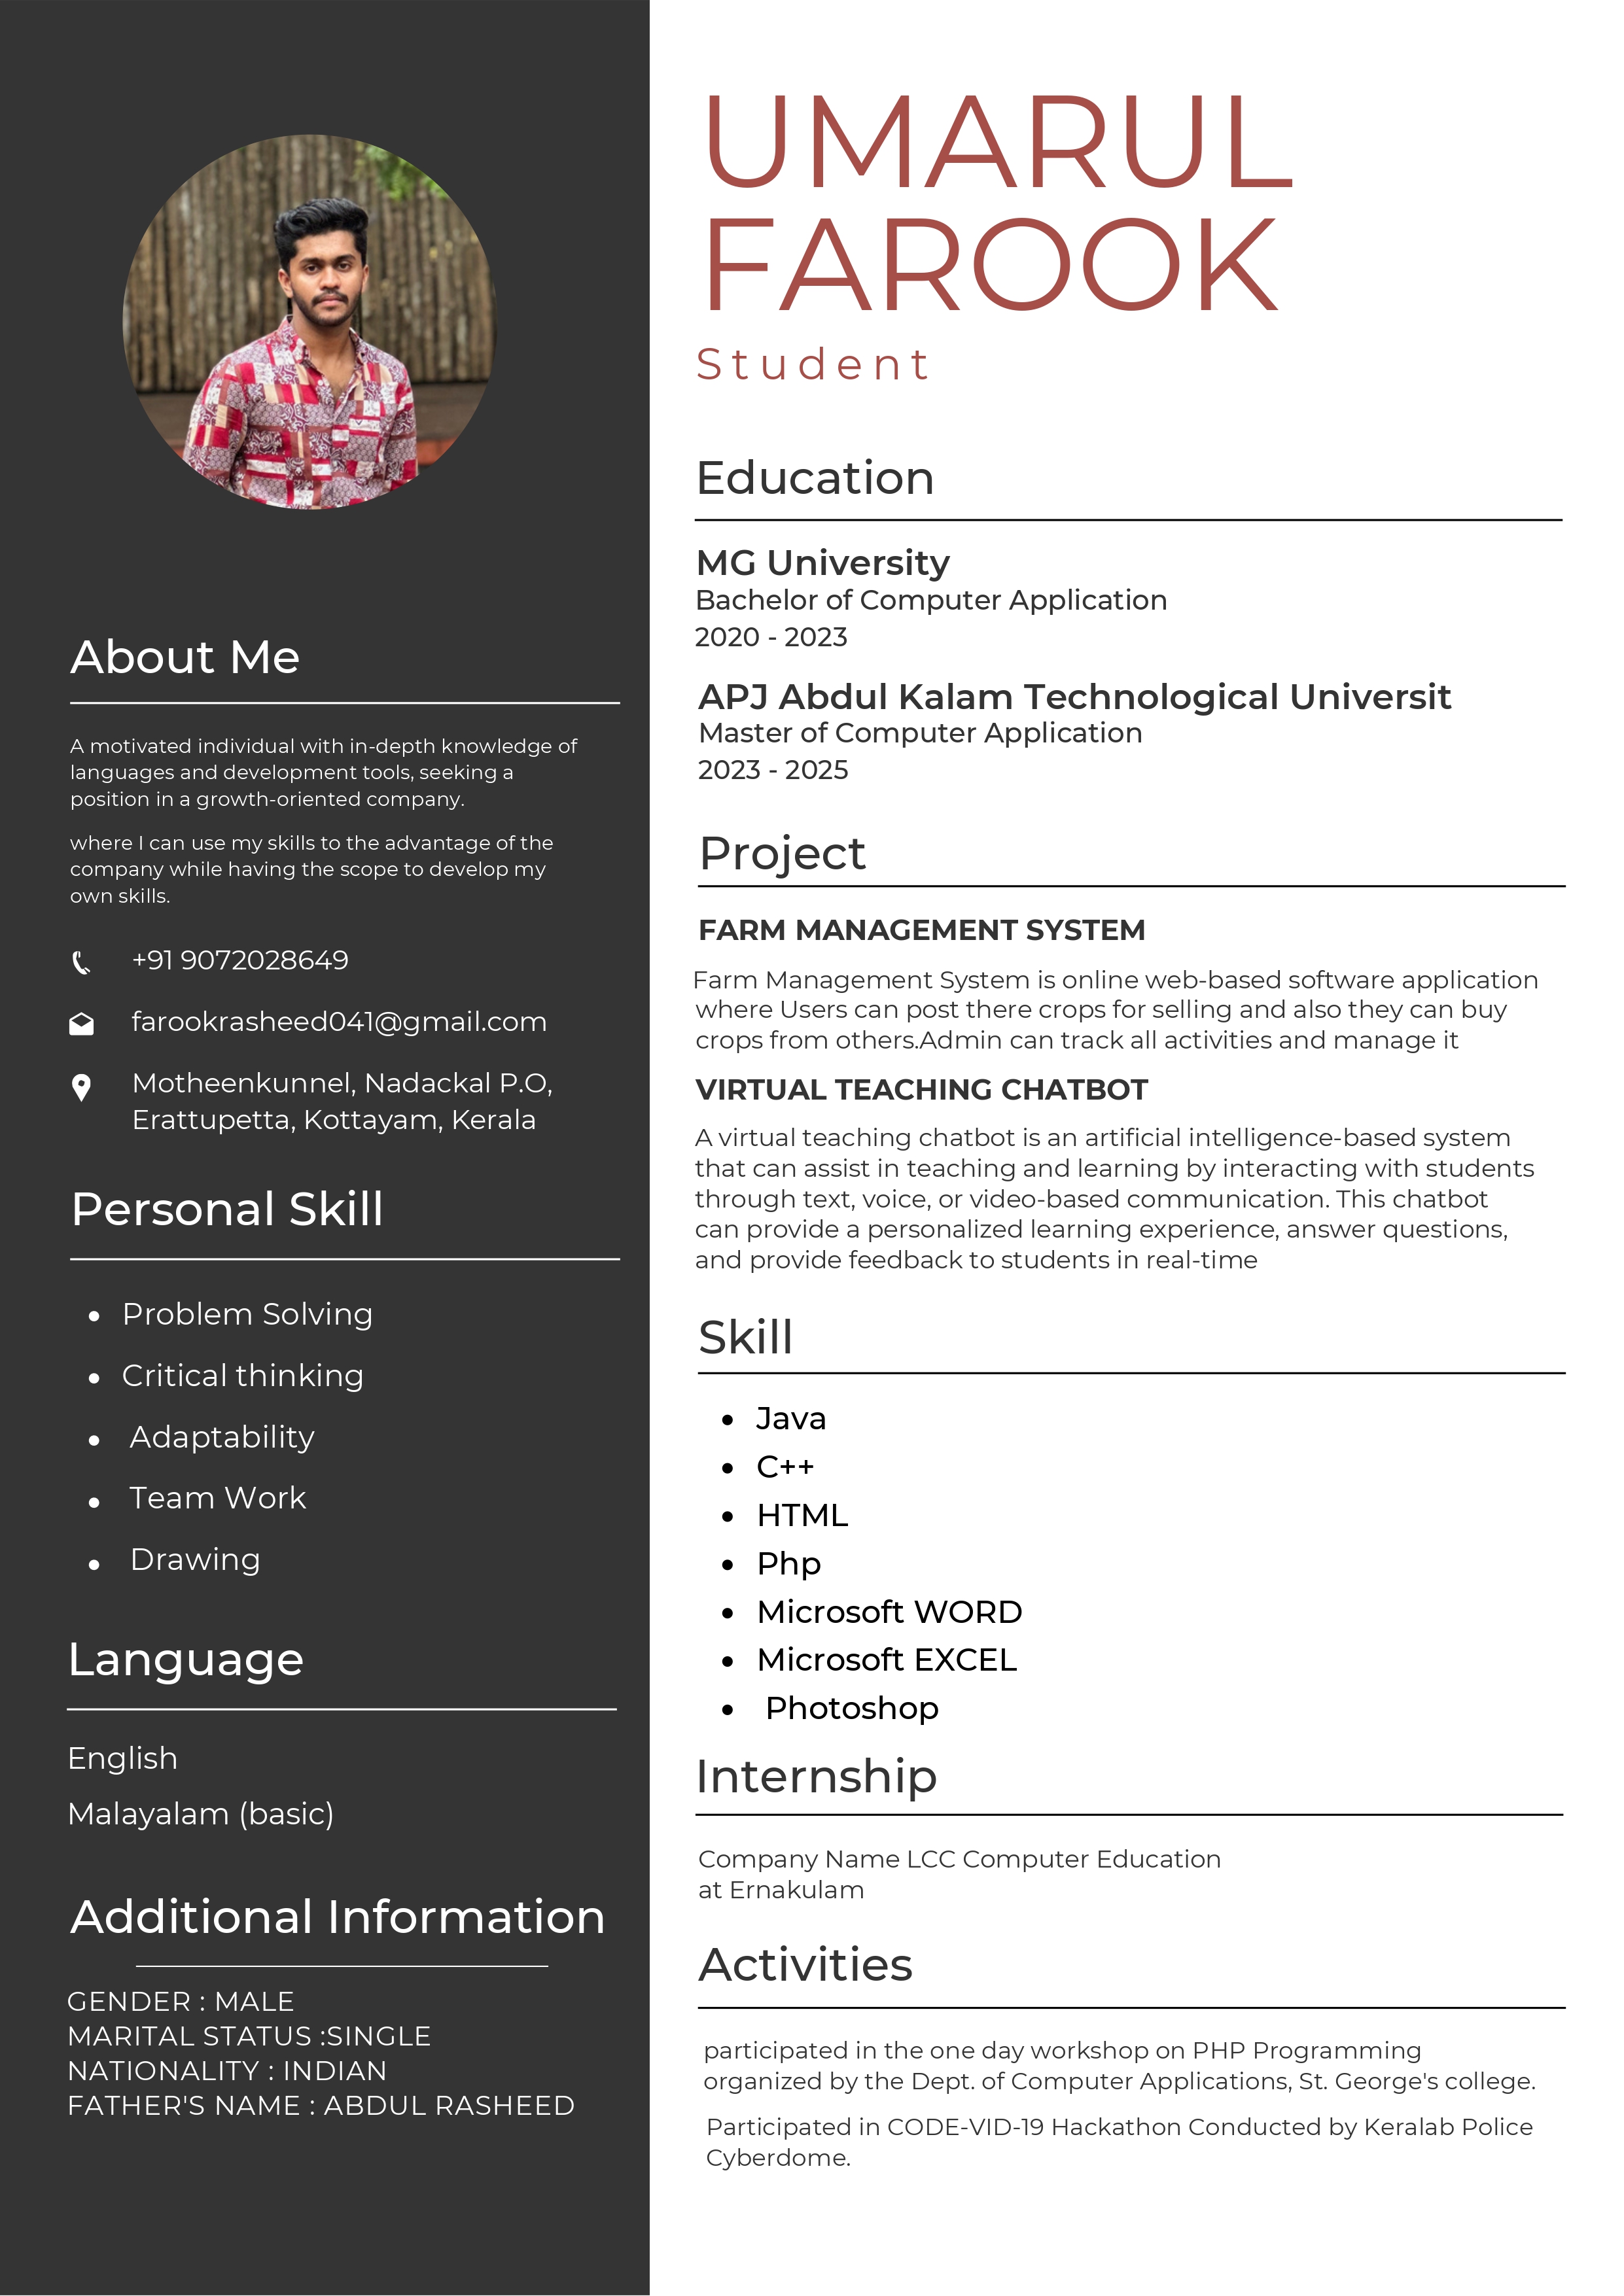 UMARUL
FAROOK
Student
About Me
A motivated individual with in-depth knowledge of
languages and development tools, seeking a
position in a growth-oriented company.
where I can use my skills to the advantage of the
company while having the scope to develop my
own skills.
+91 9072028649
farookrasheed041@gmail.com
Motheenkunnel, Nadackal P.O,
Erattupetta, Kottayam, Kerala
Personal Skill
• Problem Solving
• Critical thinking
• Adaptability
• Team Work
• Drawing
Language
English
Malayalam (basic)
Additional Information
GENDER : MALE
MARITAL STATUS :SINGLE
NATIONALITY : INDIAN
FATHER'S NAME : ABDUL RASHEED
Education
MG University
Bachelor of Computer Application
2020 - 2023
APJ Abdul Kalam Technological Universit
Master of Computer Application
2023 - 2025
Project
FARM MANAGEMENT SYSTEM
Farm Management System is online web-based software application
where Users can post there crops for selling and also they can buy
crops from others.Admin can track all activities and manage it
VIRTUAL TEACHING CHATBOT
A virtual teaching chatbot is an artificial intelligence-based system
that can assist in teaching and learning by interacting with students
through text, voice, or video-based communication. This chatbot
can provide a personalized learning experience, answer questions,
and provide feedback to students in real-time
Skill
• Java
• C++
• HTML
• Php
• Microsoft WORD
• Microsoft EXCEL
• Photoshop
Internship
Company Name LCC Computer Education
at Ernakulam
Activities
participated in the one day workshop on PHP Programming
organized by the Dept. of Computer Applications, St. George's college.
Participated in CODE-VID-19 Hackathon Conducted by Keralab Police
Cyberdome.